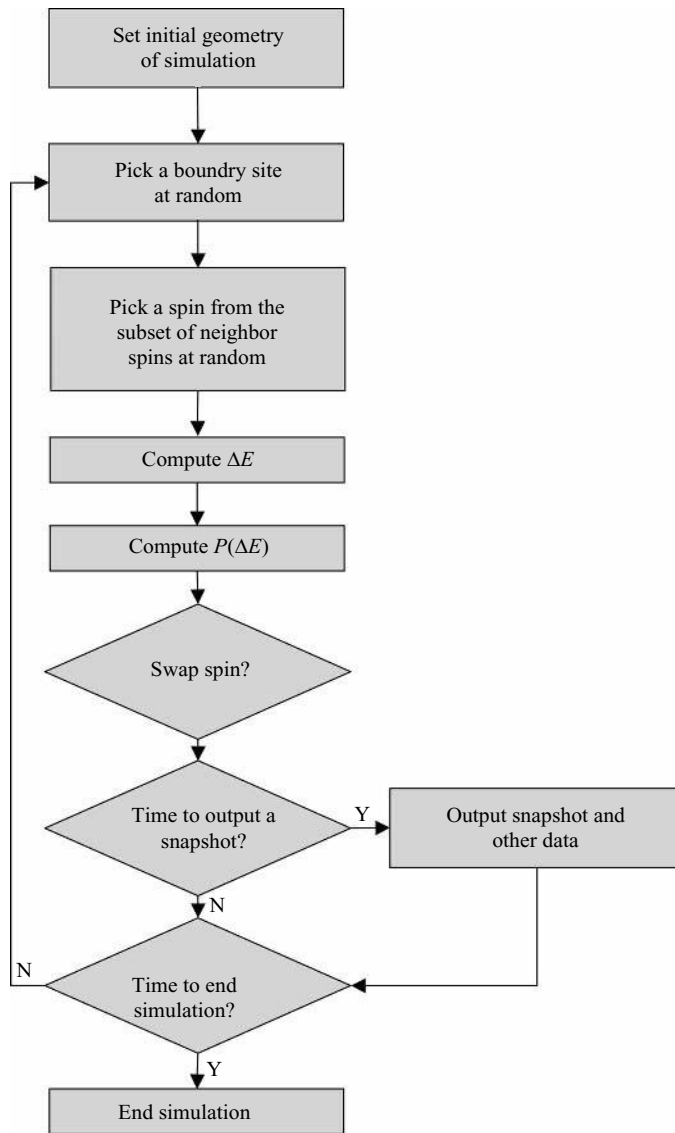 Set initial geometry
of simulation
Pick a boundry site
at random
Pick a spin from the
subset of neighbor
spins at random
Compute ΔE
Compute P(ΔE)
Swap spin?
Time to output a
snapshot?
Y
Output snapshot and
other data
N
Time to end
simulation?
N
Y
End simulation